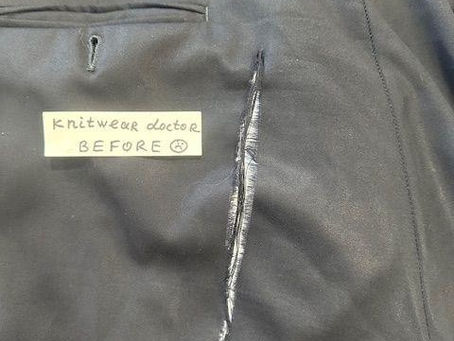 knitwear doctor
BEFORE ☹